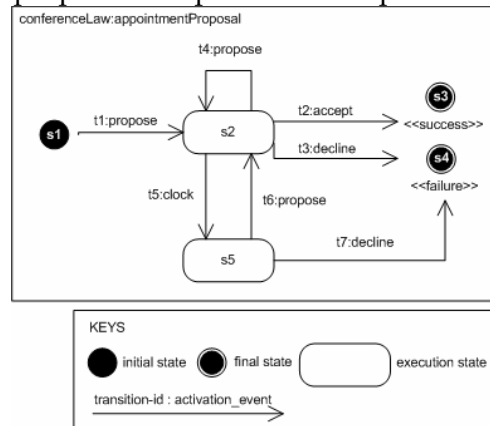 conferenceLaw:appointmentProposal
t4:propose
s1
t1:propose
s2
t2:accept
s3
<<success>>
t3:decline
s4
<<failure>>
t5:clock
t6:propose
s5
t7:decline
KEYS
initial state
final state
execution state
transition-id : activation_event